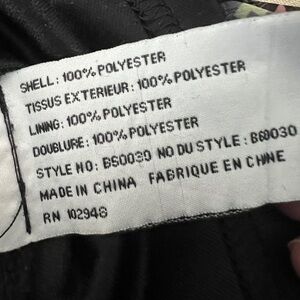 SHELL: 100% POLYESTER
TISSUS EXTERIEUR: 100% POLYESTER
LINING: 100% POLYESTER
DOUBLURE: 100% POLYESTER
STYLE NO: B60030 NO DU STYLE: B60030
MADE IN CHINA FABRIQUE EN CHINE
RN 102948